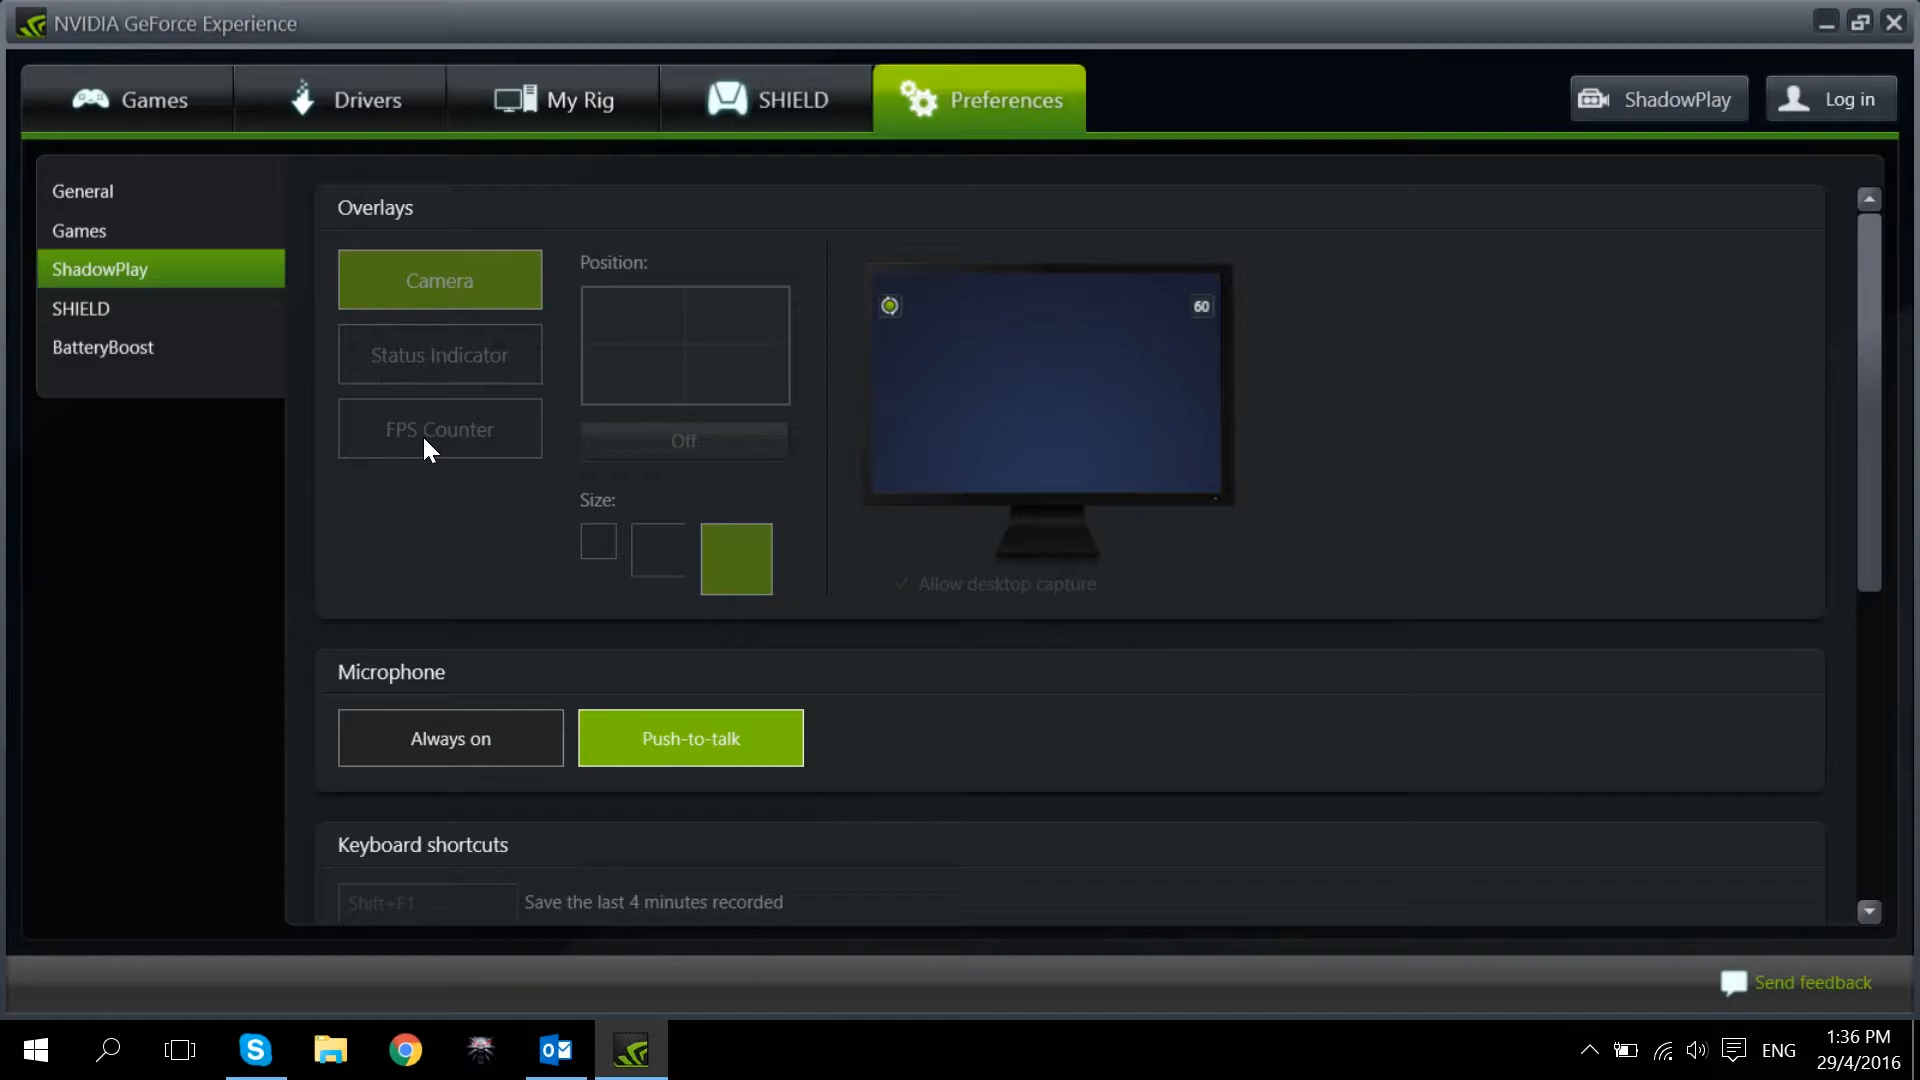 NVIDIA GeForce Experience
Games
Drivers
My Rig
SHIELD
Preferences
ShadowPlay
Log in
General
Games
ShadowPlay
SHIELD
BatteryBoost
Overlays
Camera
Status Indicator
FPS Counter
Position:
Off
Size:
60
Allow desktop capture
Microphone
Always on
Push-to-talk
Keyboard shortcuts
Shift+F1
Save the last 4 minutes recorded
Send feedback
ENG
1:36 PM
29/4/2016